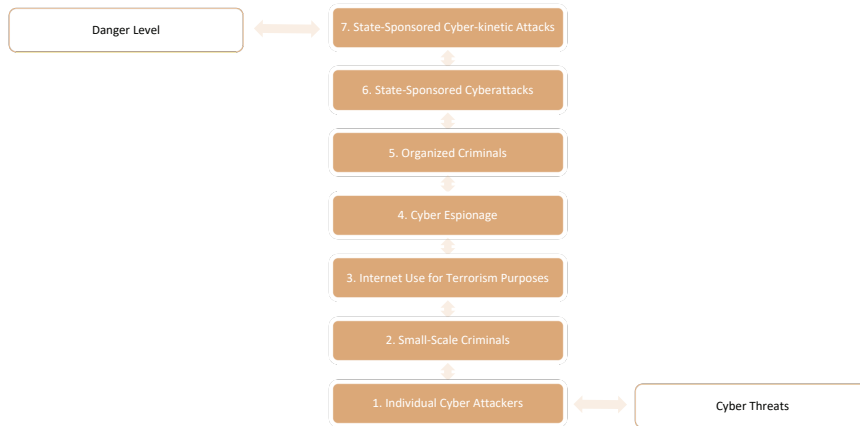 Danger Level
7. State-Sponsored Cyber-kinetic Attacks
6. State-Sponsored Cyberattacks
5. Organized Criminals
4. Cyber Espionage
3. Internet Use for Terrorism Purposes
2. Small-Scale Criminals
1. Individual Cyber Attackers
Cyber Threats